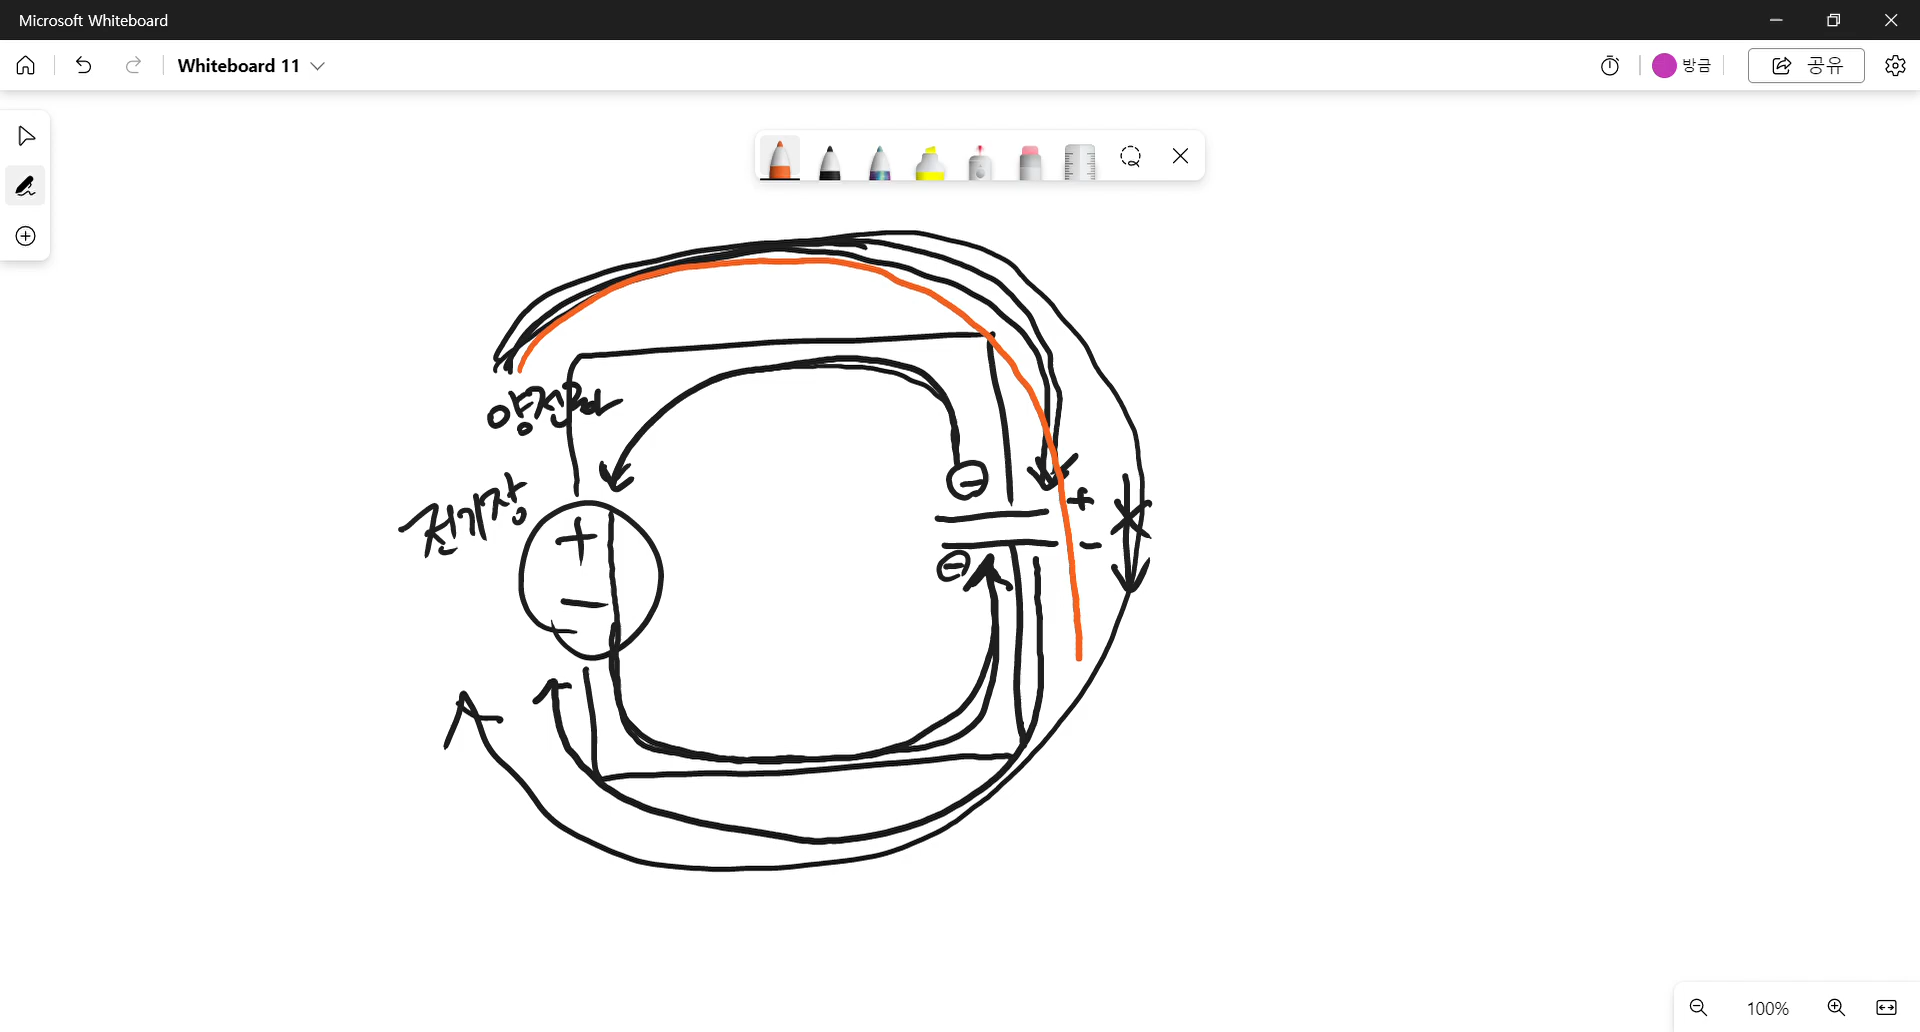 Microsoft Whiteboard
Whiteboard 11
방금
공유
양전하
전기장
+
-
+
-
-
-
100%